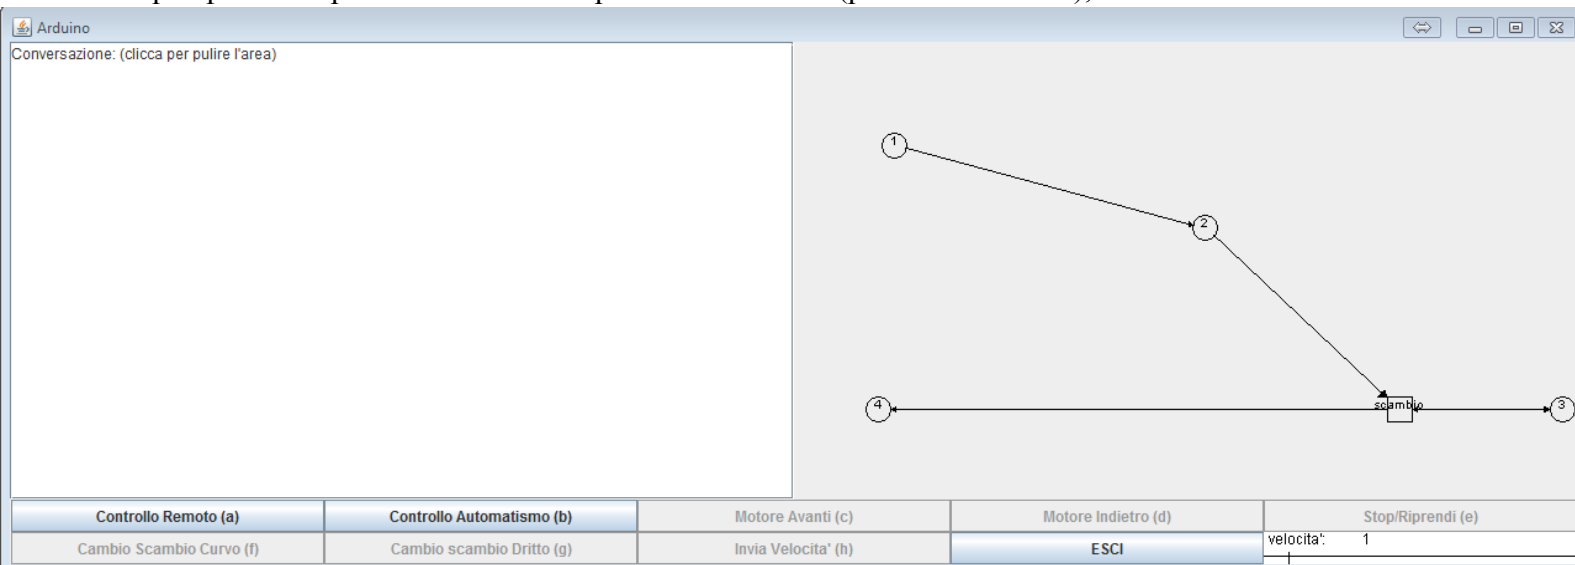 Arduino
Conversazione: (clicca per pulire l'area)
1
2
4
scambio
3
Controllo Remoto (a)
Controllo Automatismo (b)
Motore Avanti (c)
Motore Indietro (d)
Stop/Riprendi (e)
Cambio Scambio Curvo (f)
Cambio scambio Dritto (g)
Invia Velocita' (h)
ESCI
velocita': 1